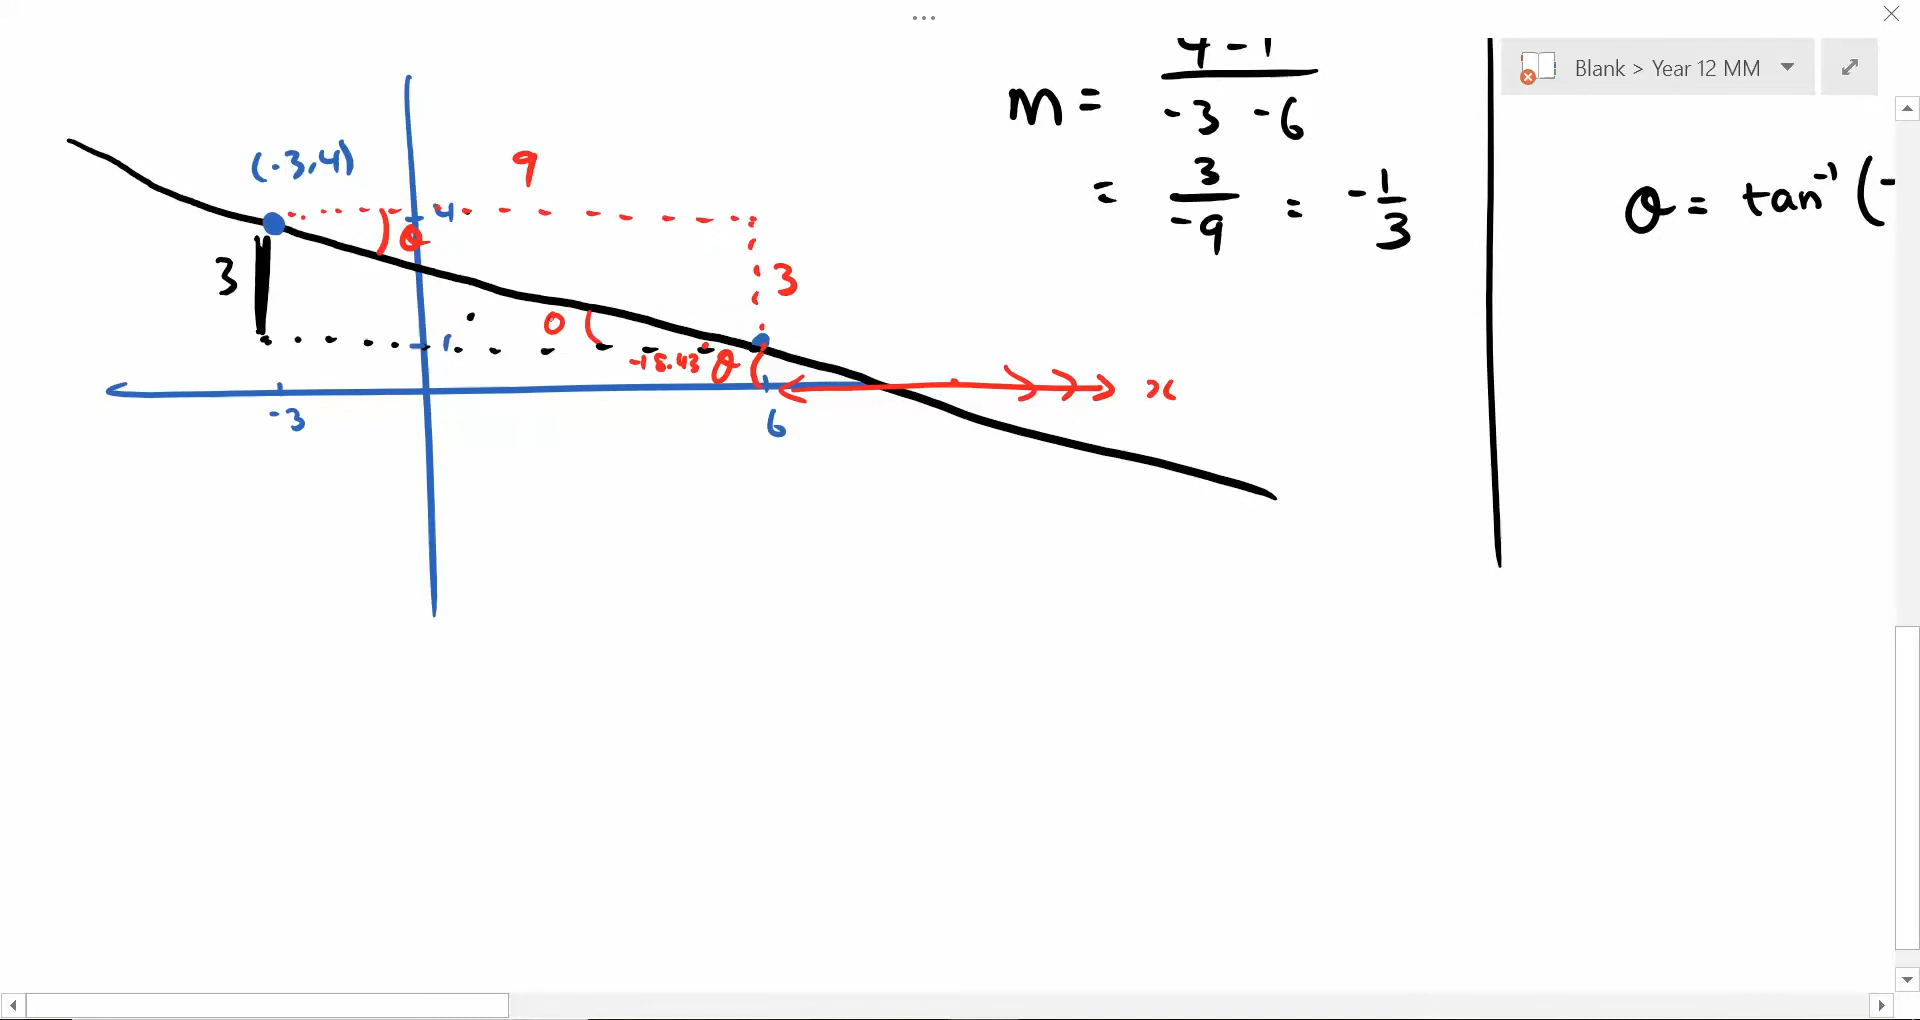 Blank > Year 12 MM
4 - 1
m =
-3 -6
= 3 / -9 = -1/3
θ = tan⁻¹ (-
(-3,4)
9
4
θ
3
3
θ
1
-18.43°
θ
x
-3
6